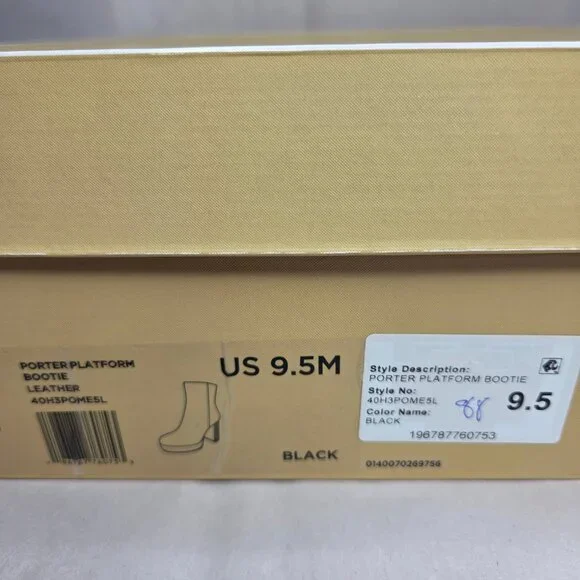 PORTER PLATFORM
BOOTIE
LEATHER
40H3POME5L
US 9.5M
BLACK
Style Description:
PORTER PLATFORM BOOTIE
Style No:
40H3POME5L
Color Name:
BLACK
88
9.5
196787760753
0140070269756